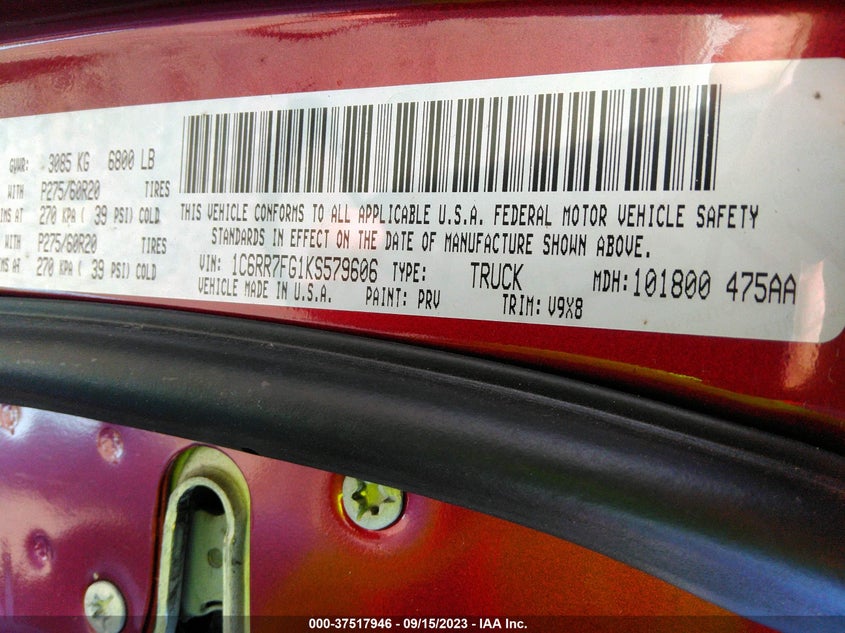 GVWR: 3085 KG 6800 LB
WITH P275/60R20 TIRES
IMS AT 270 KPA ( 39 PSI) COLD
WITH P275/60R20 TIRES
IMS AT 270 KPA ( 39 PSI) COLD
THIS VEHICLE CONFORMS TO ALL APPLICABLE U.S.A. FEDERAL MOTOR VEHICLE SAFETY
STANDARDS IN EFFECT ON THE DATE OF MANUFACTURE SHOWN ABOVE.
VIN: 1C6RR7FG1KS579606 TYPE: TRUCK MDH: 101800 475AA
VEHICLE MADE IN U.S.A. PAINT: PRV TRIM: V9X8
000-37517946 - 09/15/2023 - IAA Inc.